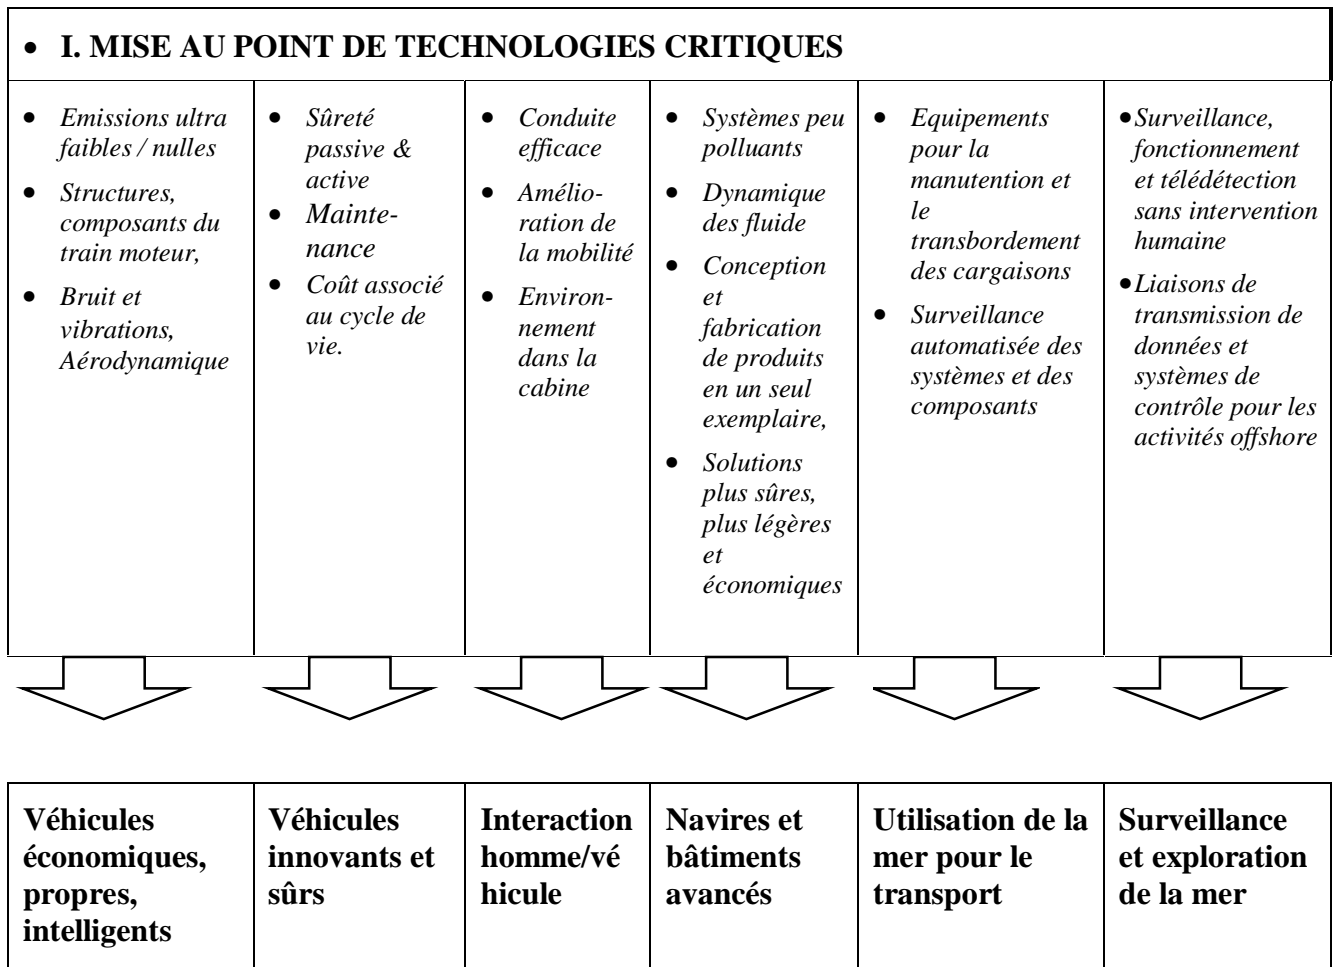 • I. MISE AU POINT DE TECHNOLOGIES CRITIQUES
• Emissions ultra
faibles / nulles
• Structures,
composants du
train moteur,
• Bruit et
vibrations,
Aérodynamique
• Sûreté
passive &
active
• Mainte-
nance
• Coût associé
au cycle de
vie.
• Conduite
efficace
• Amélio-
ration de
la mobilité
• Environ-
nement
dans la
cabine
• Systèmes peu
polluants
• Dynamique
des fluide
• Conception
et
fabrication
de produits
en un seul
exemplaire,
• Solutions
plus sûres,
plus légères
et
économiques
• Equipements
pour la
manutention et
le
transbordement
des cargaisons
• Surveillance
automatisée des
systèmes et des
composants
• Surveillance,
fonctionnement
et télédétection
sans intervention
humaine
• Liaisons de
transmission de
données et
systèmes de
contrôle pour les
activités offshore
Véhicules
économiques,
propres,
intelligents
Véhicules
innovants et
sûrs
Interaction
homme/vé
hicule
Navires et
bâtiments
avancés
Utilisation de la
mer pour le
transport
Surveillance
et exploration
de la mer